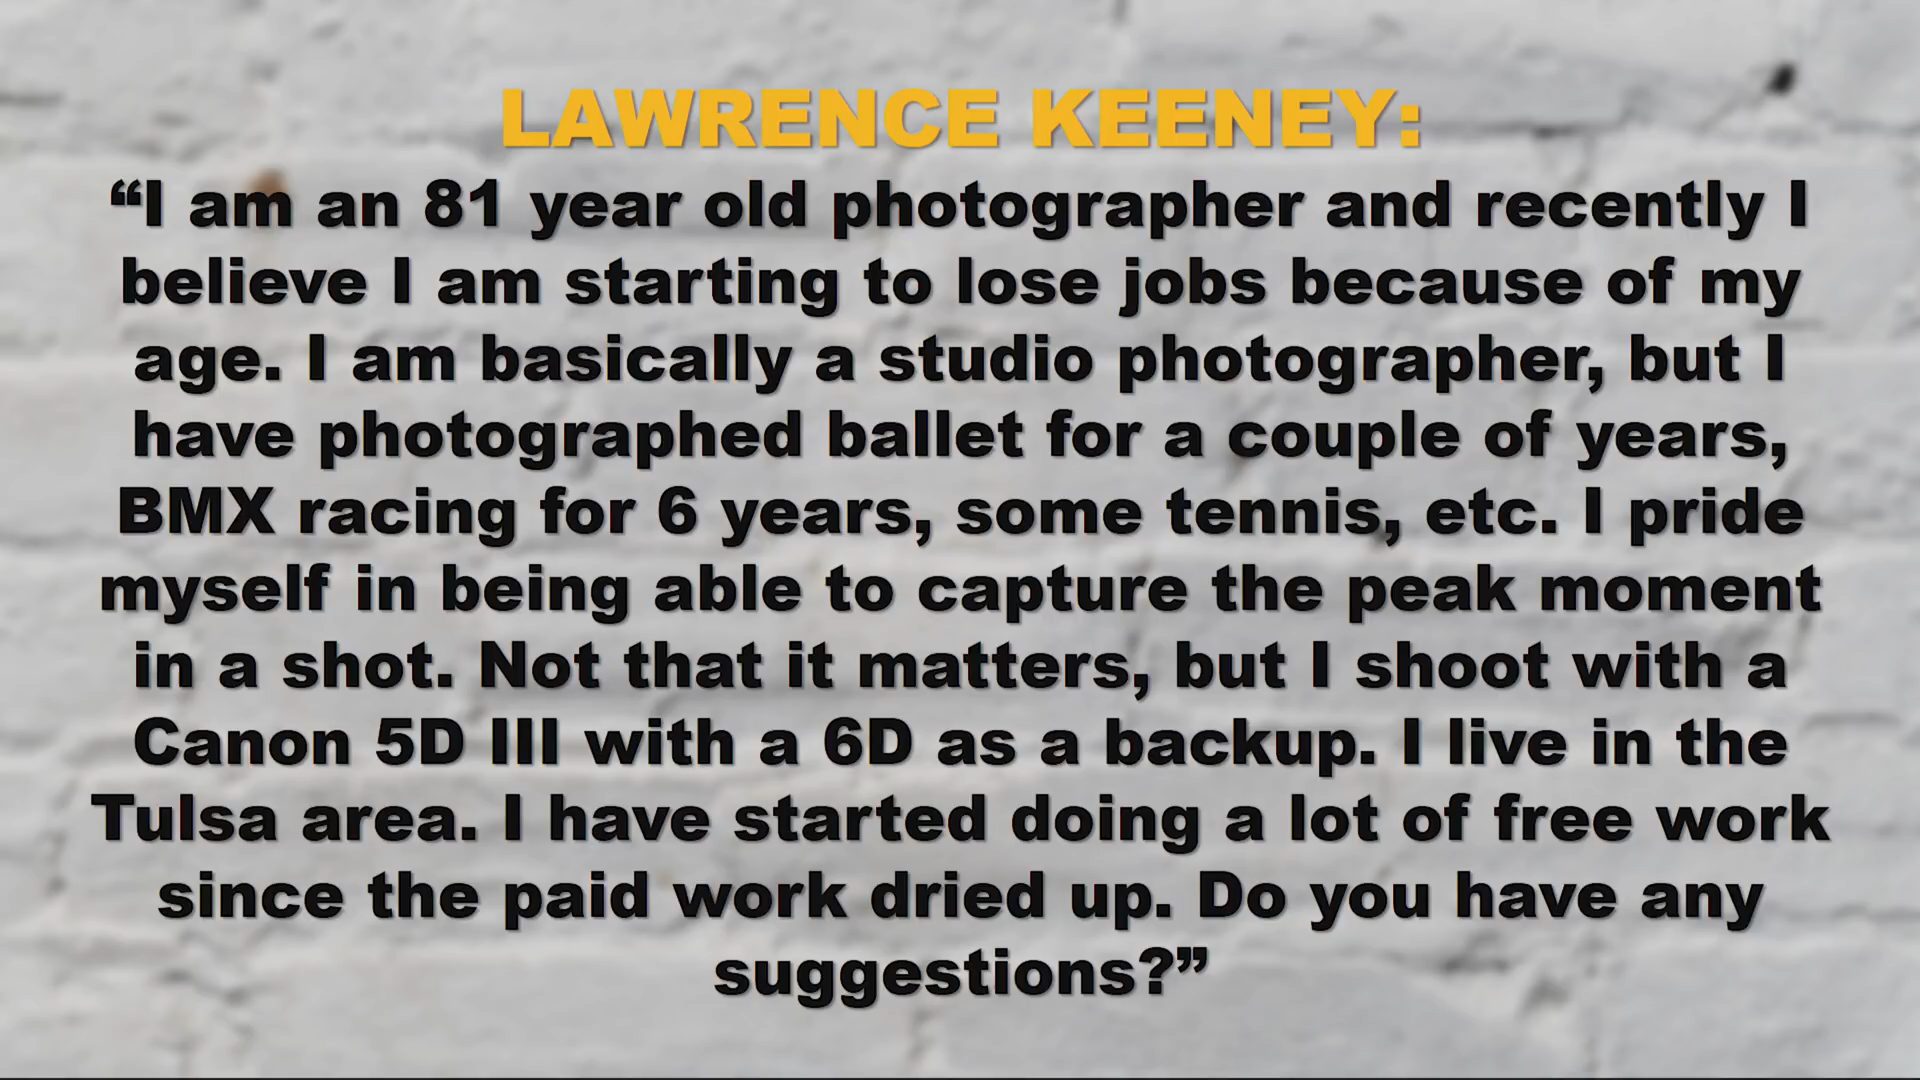 LAWRENCE KEENEY:
“I am an 81 year old photographer and recently I
believe I am starting to lose jobs because of my
age. I am basically a studio photographer, but I
have photographed ballet for a couple of years,
BMX racing for 6 years, some tennis, etc. I pride
myself in being able to capture the peak moment
in a shot. Not that it matters, but I shoot with a
Canon 5D III with a 6D as a backup. I live in the
Tulsa area. I have started doing a lot of free work
since the paid work dried up. Do you have any
suggestions?”